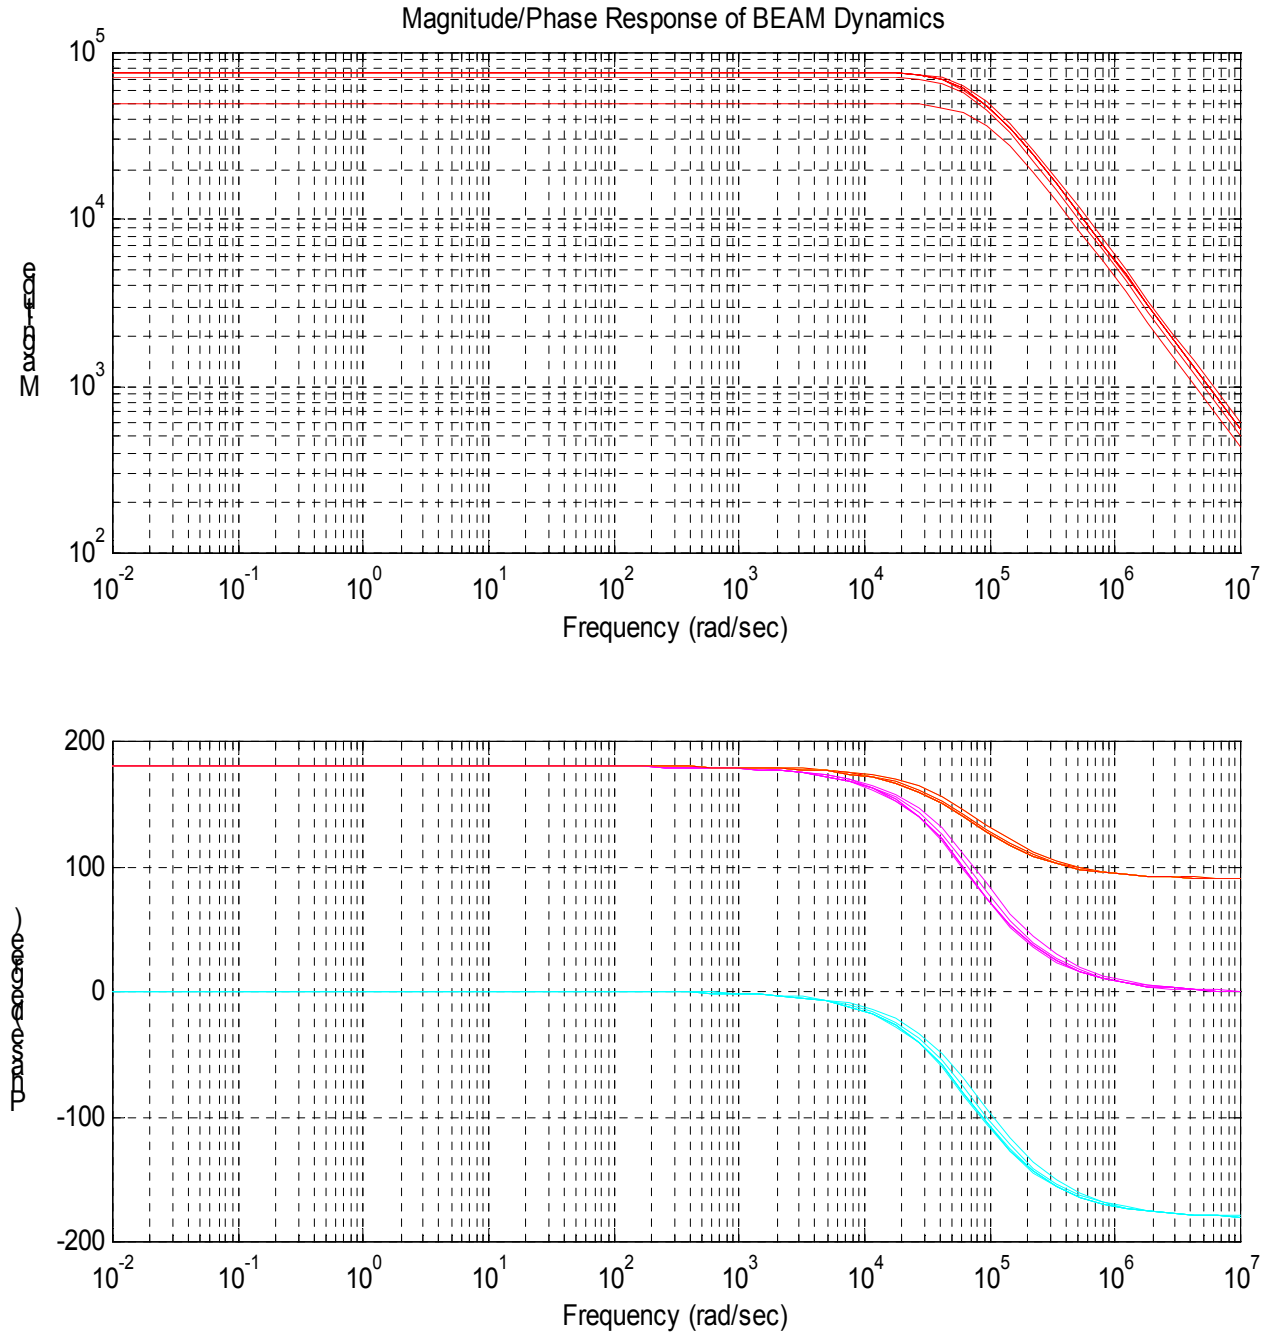 Magnitude/Phase Response of BEAM Dynamics
10^5
10^4
10^3
10^2
Magnitude
10^-2 10^-1 10^0 10^1 10^2 10^3 10^4 10^5 10^6 10^7
Frequency (rad/sec)
200
100
0
-100
-200
Phase (degree)
10^-2 10^-1 10^0 10^1 10^2 10^3 10^4 10^5 10^6 10^7
Frequency (rad/sec)